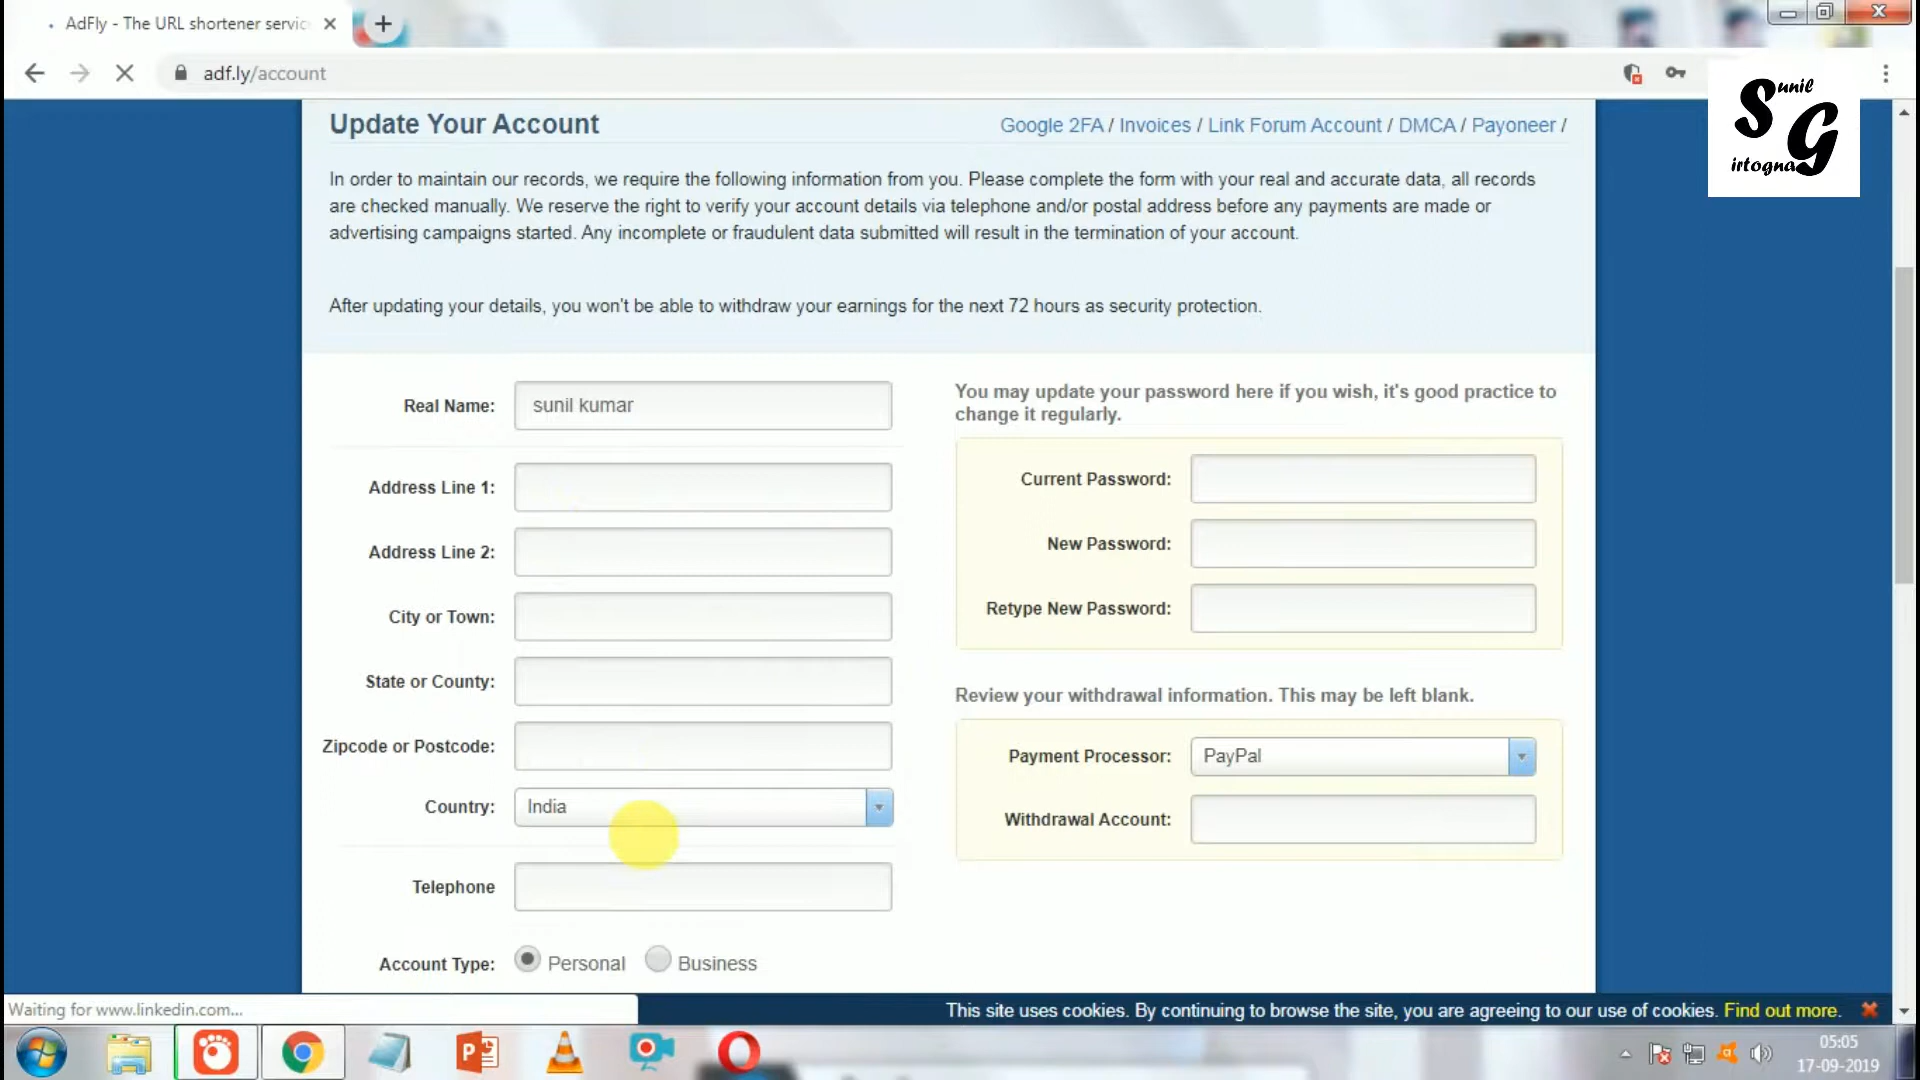 AdFly - The URL shortener servic
adf.ly/account
Sunil
Girtogna
Update Your Account
Google 2FA / Invoices / Link Forum Account / DMCA / Payoneer /
In order to maintain our records, we require the following information from you. Please complete the form with your real and accurate data, all records
are checked manually. We reserve the right to verify your account details via telephone and/or postal address before any payments are made or
advertising campaigns started. Any incomplete or fraudulent data submitted will result in the termination of your account.
After updating your details, you won't be able to withdraw your earnings for the next 72 hours as security protection.
Real Name: sunil kumar
Address Line 1:
Address Line 2:
City or Town:
State or County:
Zipcode or Postcode:
Country: India
Telephone
Account Type: Personal Business
You may update your password here if you wish, it's good practice to
change it regularly.
Current Password:
New Password:
Retype New Password:
Review your withdrawal information. This may be left blank.
Payment Processor: PayPal
Withdrawal Account:
Waiting for www.linkedin.com...
This site uses cookies. By continuing to browse the site, you are agreeing to our use of cookies. Find out more.
05:05
17-09-2019